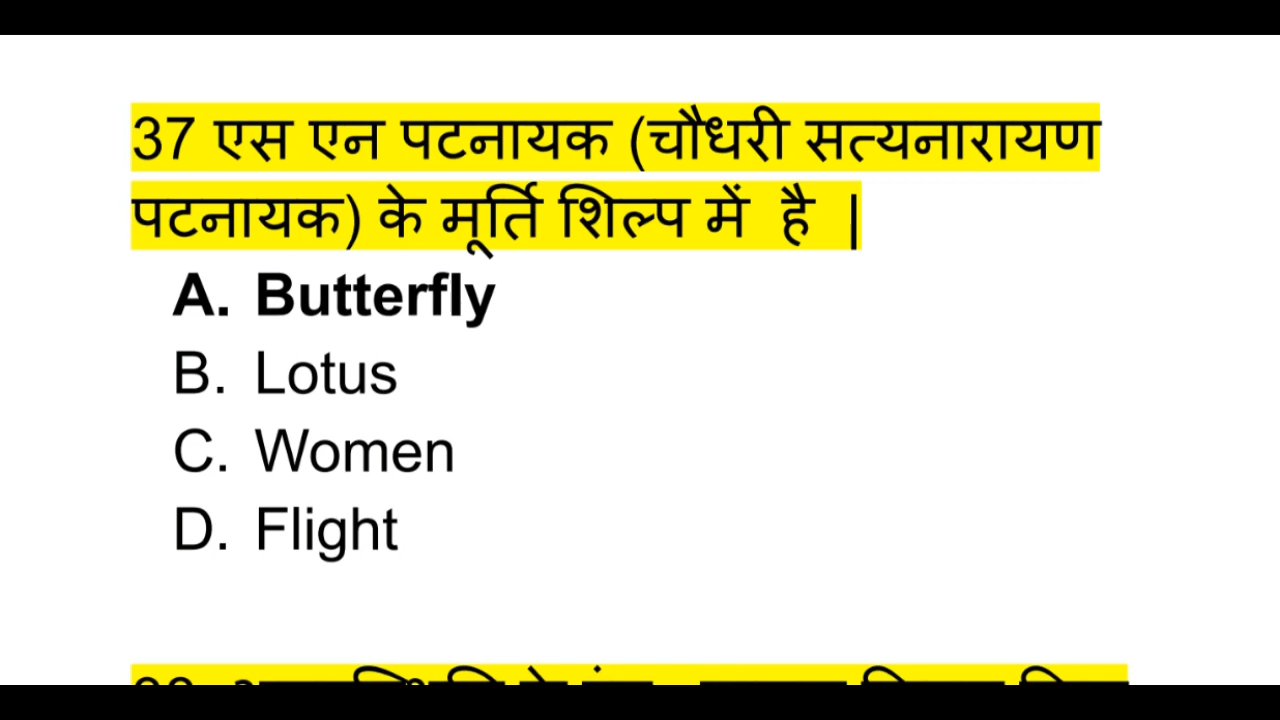 37 एस एन पटनायक (चौधरी सत्यनारायण
पटनायक) के मूर्ति शिल्प में है |
A. Butterfly
B. Lotus
C. Women
D. Flight